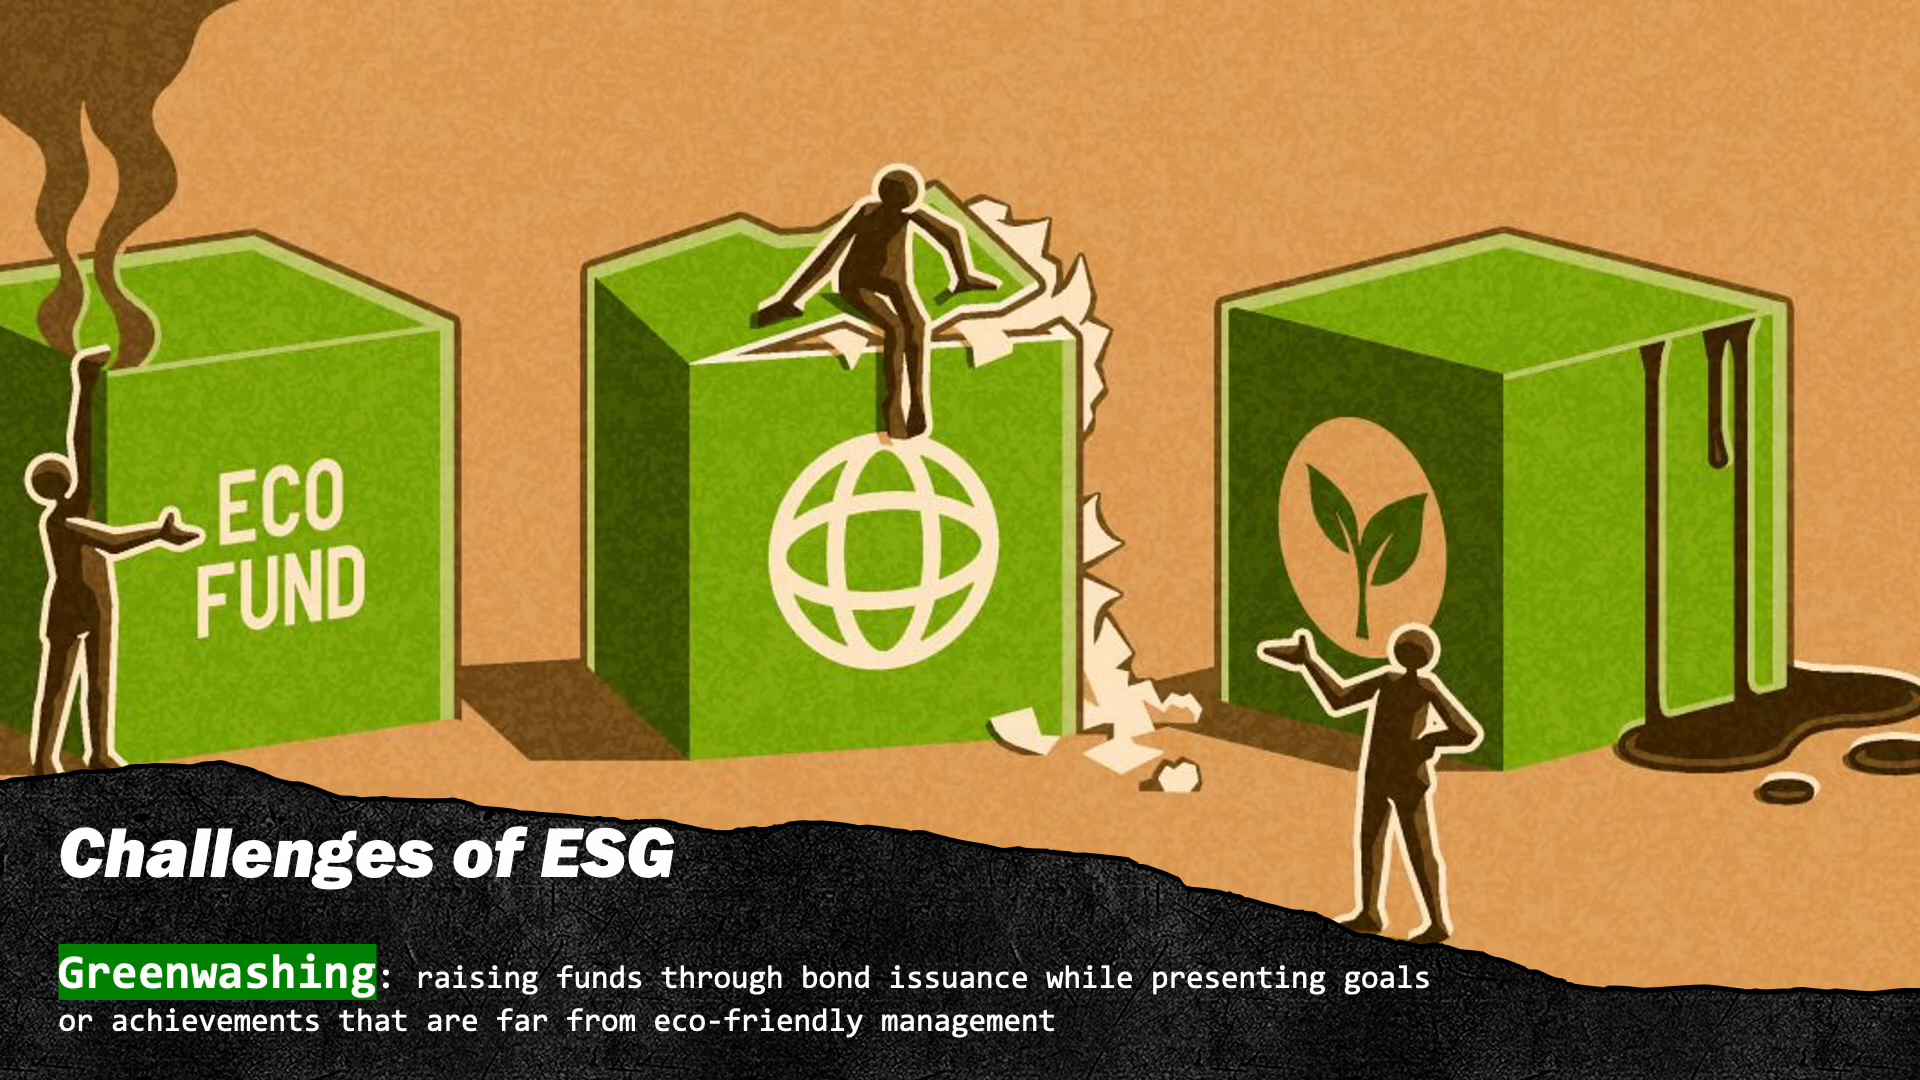 ECO
FUND
Challenges of ESG
Greenwashing: raising funds through bond issuance while presenting goals
or achievements that are far from eco-friendly management